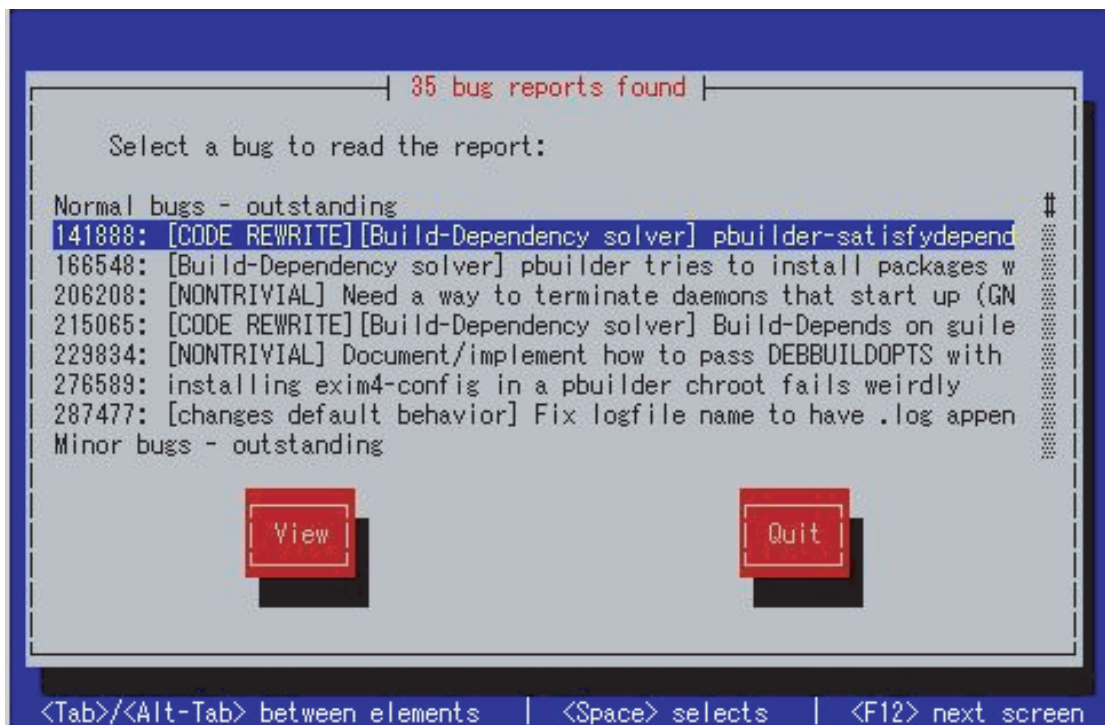 35 bug reports found
Select a bug to read the report:
Normal bugs - outstanding #
141888: [CODE REWRITE][Build-Dependency solver] pbuilder-satisfydepend
166548: [Build-Dependency solver] pbuilder tries to install packages w
206208: [NONTRIVIAL] Need a way to terminate daemons that start up (GN
215065: [CODE REWRITE][Build-Dependency solver] Build-Depends on guile
229834: [NONTRIVIAL] Document/implement how to pass DEBBUILDOPTS with
276589: installing exim4-config in a pbuilder chroot fails weirdly
287477: [changes default behavior] Fix logfile name to have .log appen
Minor bugs - outstanding
View Quit
<Tab>/<Alt-Tab> between elements | <Space> selects | <F12> next screen